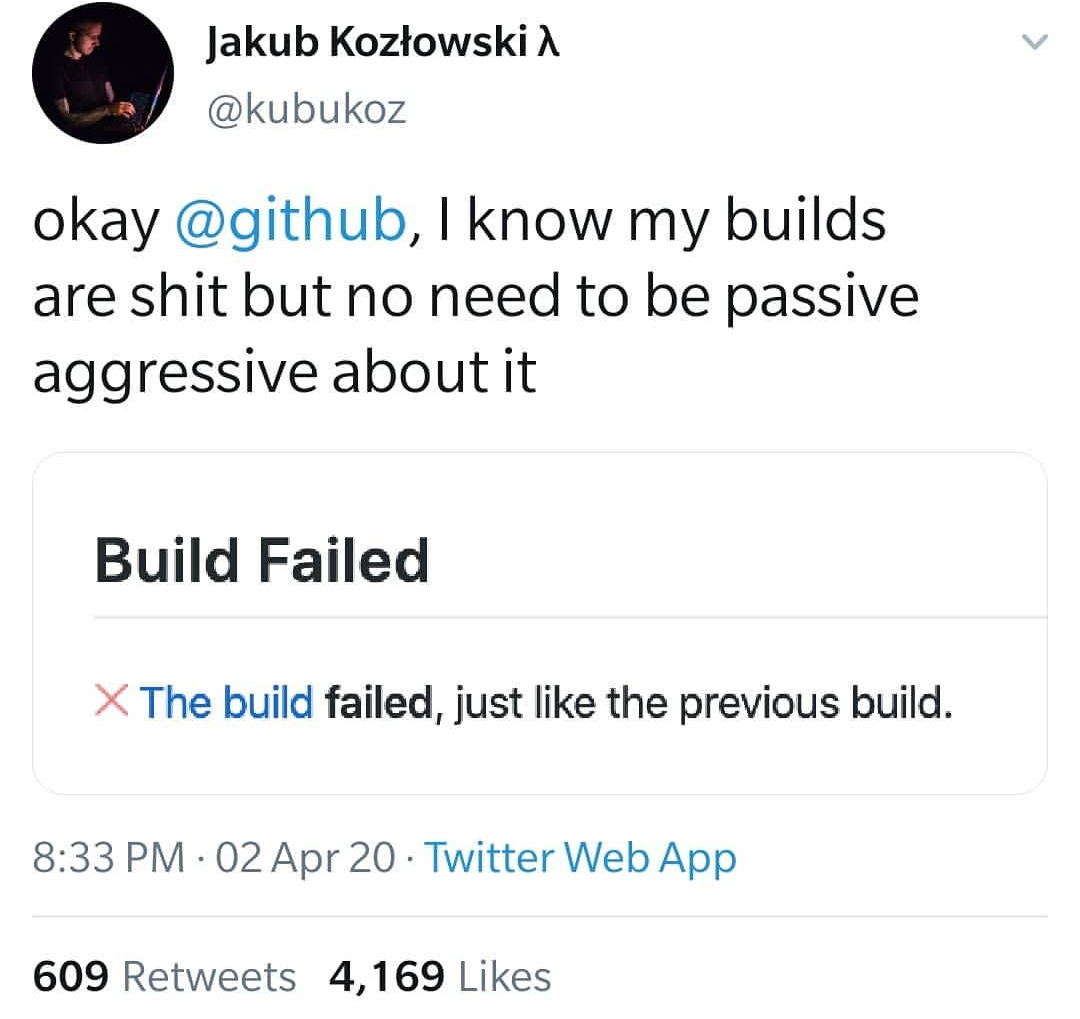 Jakub Kozłowski λ
@kubukoz
okay @github, I know my builds
are shit but no need to be passive
aggressive about it
Build Failed
The build failed, just like the previous build.
8:33 PM · 02 Apr 20 · Twitter Web App
609 Retweets 4,169 Likes